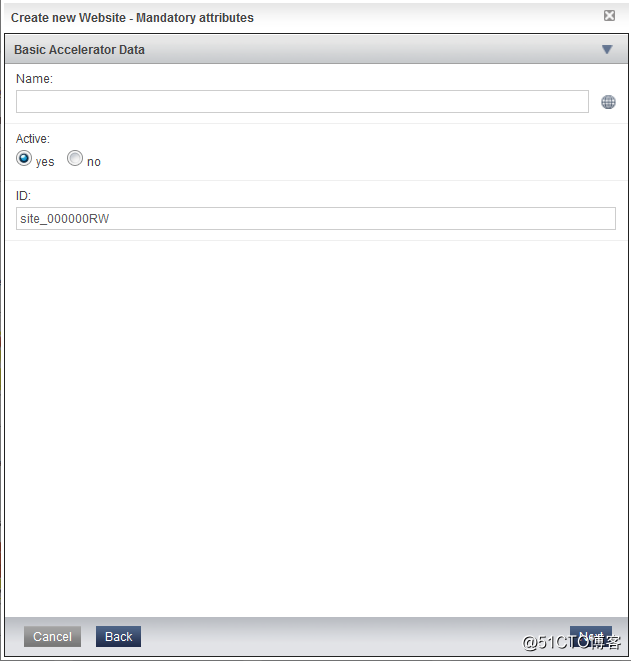 Create new Website - Mandatory attributes
Basic Accelerator Data
Name:
Active:
yes no
ID:
site_000000RW
Cancel Back Next
@51CTO博客